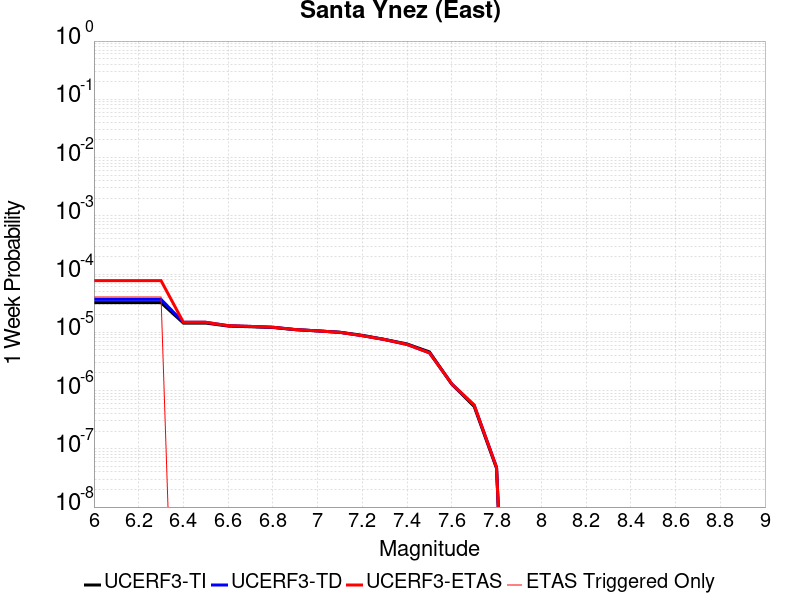 Santa Ynez (East)
1 Week Probability
10^0
10^-1
10^-2
10^-3
10^-4
10^-5
10^-6
10^-7
10^-8
6 6.2 6.4 6.6 6.8 7 7.2 7.4 7.6 7.8 8 8.2 8.4 8.6 8.8 9
Magnitude
UCERF3-TI UCERF3-TD UCERF3-ETAS ETAS Triggered Only